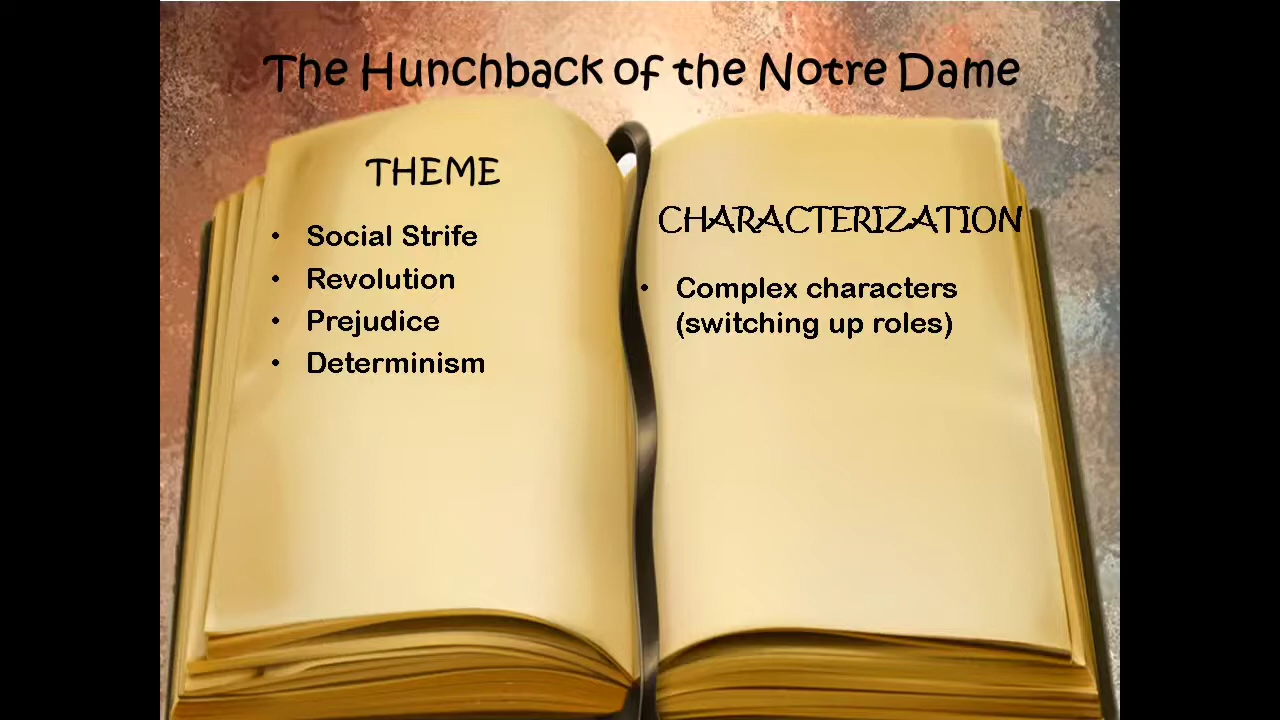 The Hunchback of the Notre Dame
THEME
• Social Strife
• Revolution
• Prejudice
• Determinism
CHARACTERIZATION
• Complex characters
(switching up roles)